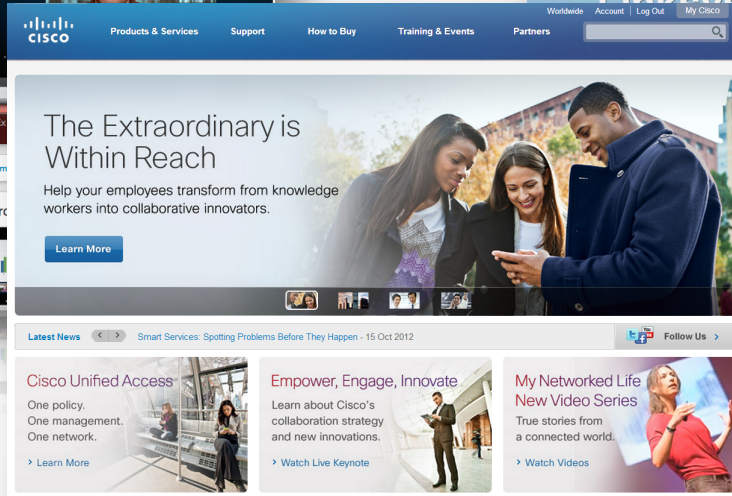 Worldwide Account | Log Out My Cisco
CISCO
Products & Services Support How to Buy Training & Events Partners
The Extraordinary is
Within Reach
Help your employees transform from knowledge
workers into collaborative innovators.
Learn More
Latest News < > Smart Services: Spotting Problems Before They Happen - 15 Oct 2012
Follow Us >
Cisco Unified Access
One policy.
One management.
One network.
> Learn More
Empower, Engage, Innovate
Learn about Cisco's
collaboration strategy
and new innovations.
> Watch Live Keynote
My Networked Life
New Video Series
True stories from
a connected world.
> Watch Videos